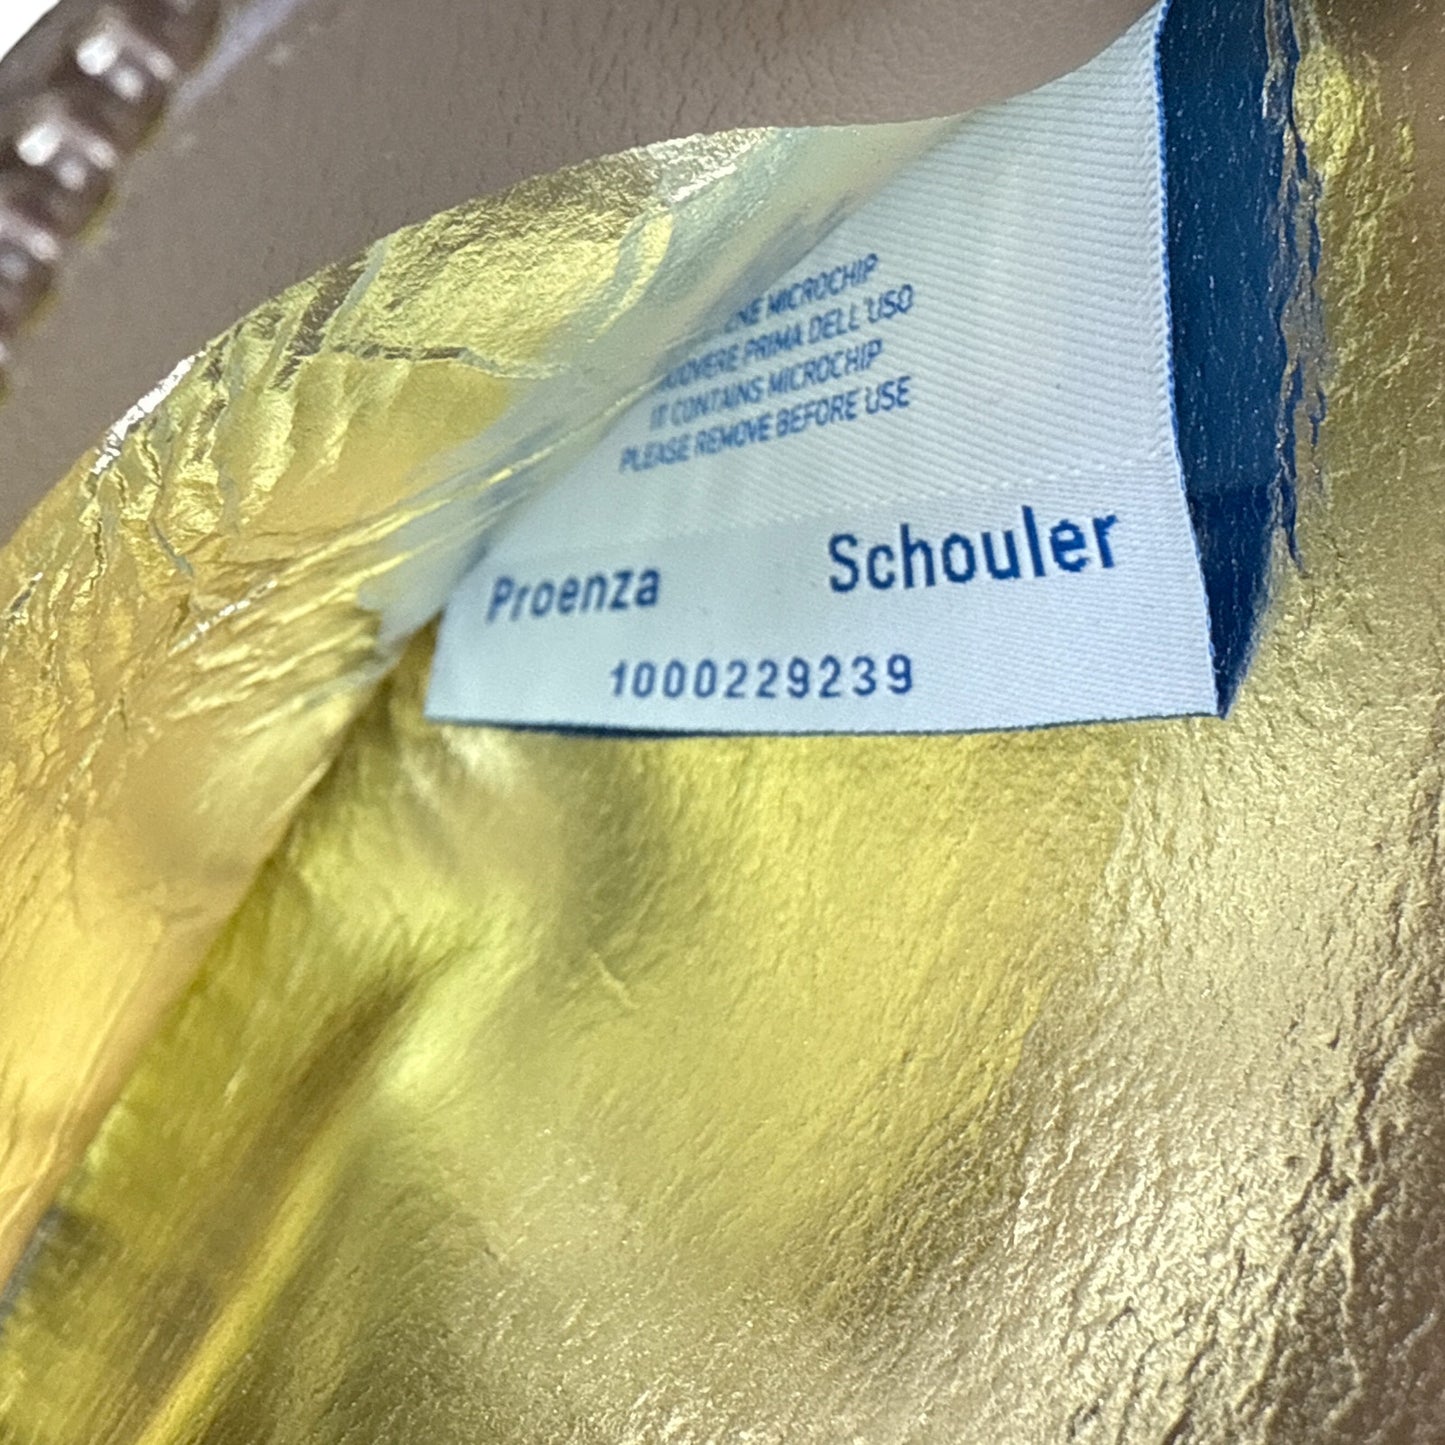 MICROCHIP
PRIMA DELL'USO
IT CONTAINS MICROCHIP
PLEASE REMOVE BEFORE USE
Proenza Schouler
1000229239